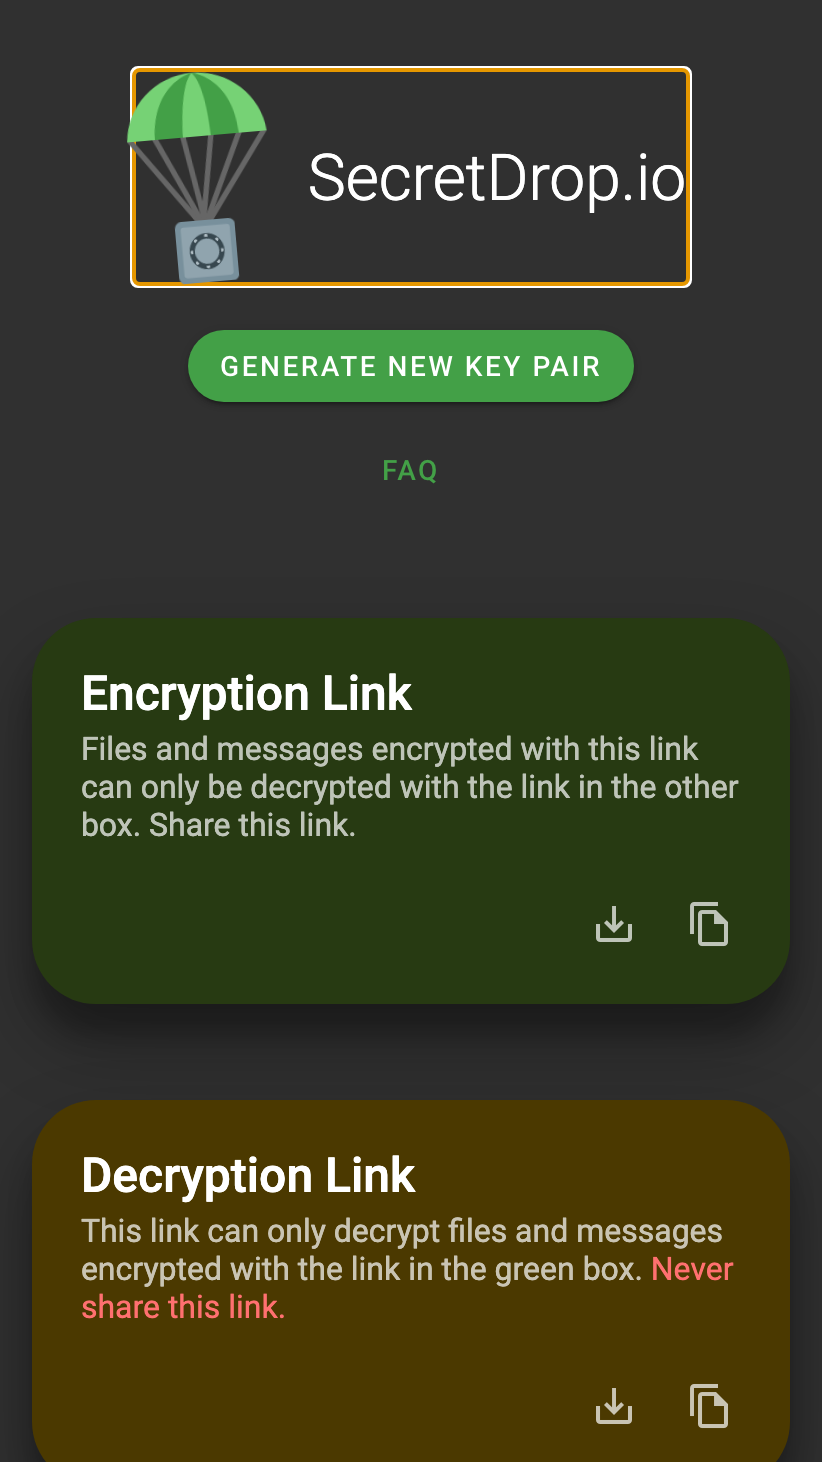 SecretDrop.io
GENERATE NEW KEY PAIR
FAQ
Encryption Link
Files and messages encrypted with this link
can only be decrypted with the link in the other
box. Share this link.
Decryption Link
This link can only decrypt files and messages
encrypted with the link in the green box. Never
share this link.